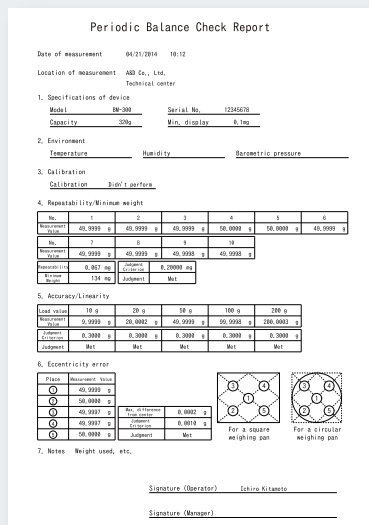 Periodic Balance Check Report
Date of measurement 04/21/2014 10:12
Location of measurement A&D Co., Ltd.
Technical center
1. Specifications of device
Model BM-300 Serial No. 12345678
Capacity 320g Min. display 0.1mg
2. Environment
Temperature Humidity Barometric pressure
3. Calibration
Calibration Didn't perform
4. Repeatability/Minimum weight
No. 1 2 3 4 5 6
Measurement Value 49.9999 g 49.9999 g 49.9999 g 50.0000 g 50.0000 g 49.9999 g
No. 7 8 9 10
Measurement Value 49.9999 g 49.9999 g 49.9998 g 49.9998 g
Repeatability 0.067 mg Judgment Criterion 0.20000 mg
Minimum Weight 134 mg Judgment Met
5. Accuracy/Linearity
Load value 10 g 20 g 50 g 100 g 200 g
Measurement Value 9.9999 g 20.0002 g 49.9999 g 99.9998 g 200.0003 g
Judgment Criterion 0.3000 g 0.3000 g 0.3000 g 0.3000 g 0.3000 g
Judgment Met Met Met Met Met
6. Eccentricity error
Place Measurement Value
1 49.9999 g
2 50.0000 g
3 49.9997 g Max. difference from center 0.0002 g
4 49.9997 g Judgment Criterion 0.0010 g
5 50.0000 g Judgment Met
3 4
1
2 5
3 4
1
2 5
For a square weighing pan
For a circular weighing pan
7. Notes Weight used, etc.
Signature (Operator) Ichiro Kitamoto
Signature (Manager)